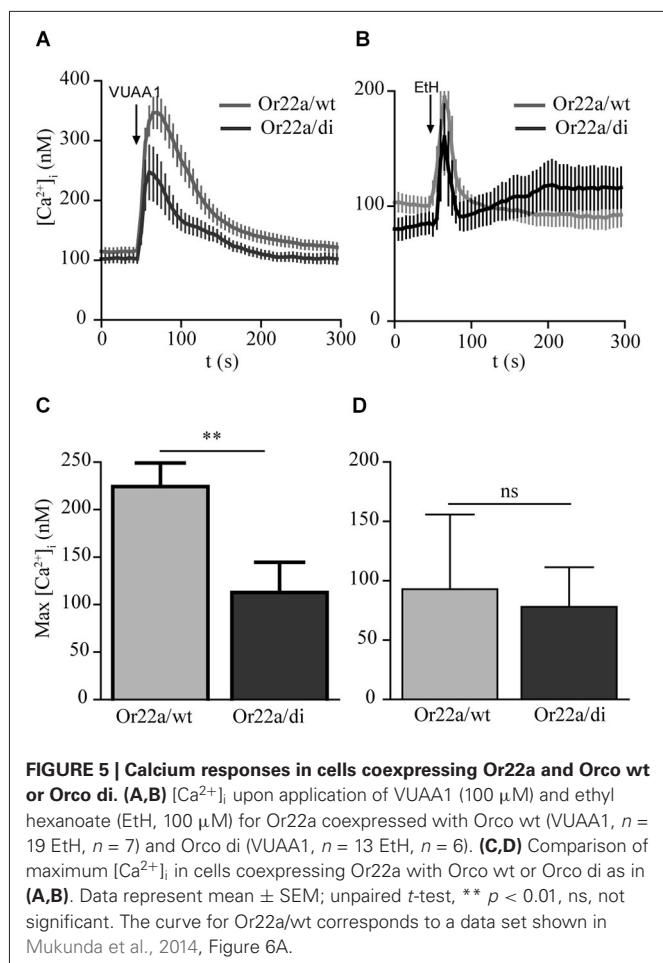 A
B
400
300
200
100
0
[Ca²⁺]ᵢ (nM)
VUAA1
Or22a/wt
Or22a/di
0 100 200 300
t (s)
200
100
0
EtH
Or22a/wt
Or22a/di
0 100 200 300
t (s)
C
D
250
200
150
100
50
0
Max [Ca²⁺]ᵢ (nM)
**
Or22a/wt Or22a/di
200
150
100
50
0
ns
Or22a/wt Or22a/di
FIGURE 5 | Calcium responses in cells coexpressing Or22a and Orco wt
or Orco di. (A,B) [Ca²⁺]ᵢ upon application of VUAA1 (100 μM) and ethyl
hexanoate (EtH, 100 μM) for Or22a coexpressed with Orco wt (VUAA1, n =
19 EtH, n = 7) and Orco di (VUAA1, n = 13 EtH, n = 6). (C,D) Comparison of
maximum [Ca²⁺]ᵢ in cells coexpressing Or22a with Orco wt or Orco di as in
(A,B). Data represent mean ± SEM; unpaired t-test, ** p < 0.01, ns, not
significant. The curve for Or22a/wt corresponds to a data set shown in
Mukunda et al., 2014, Figure 6A.